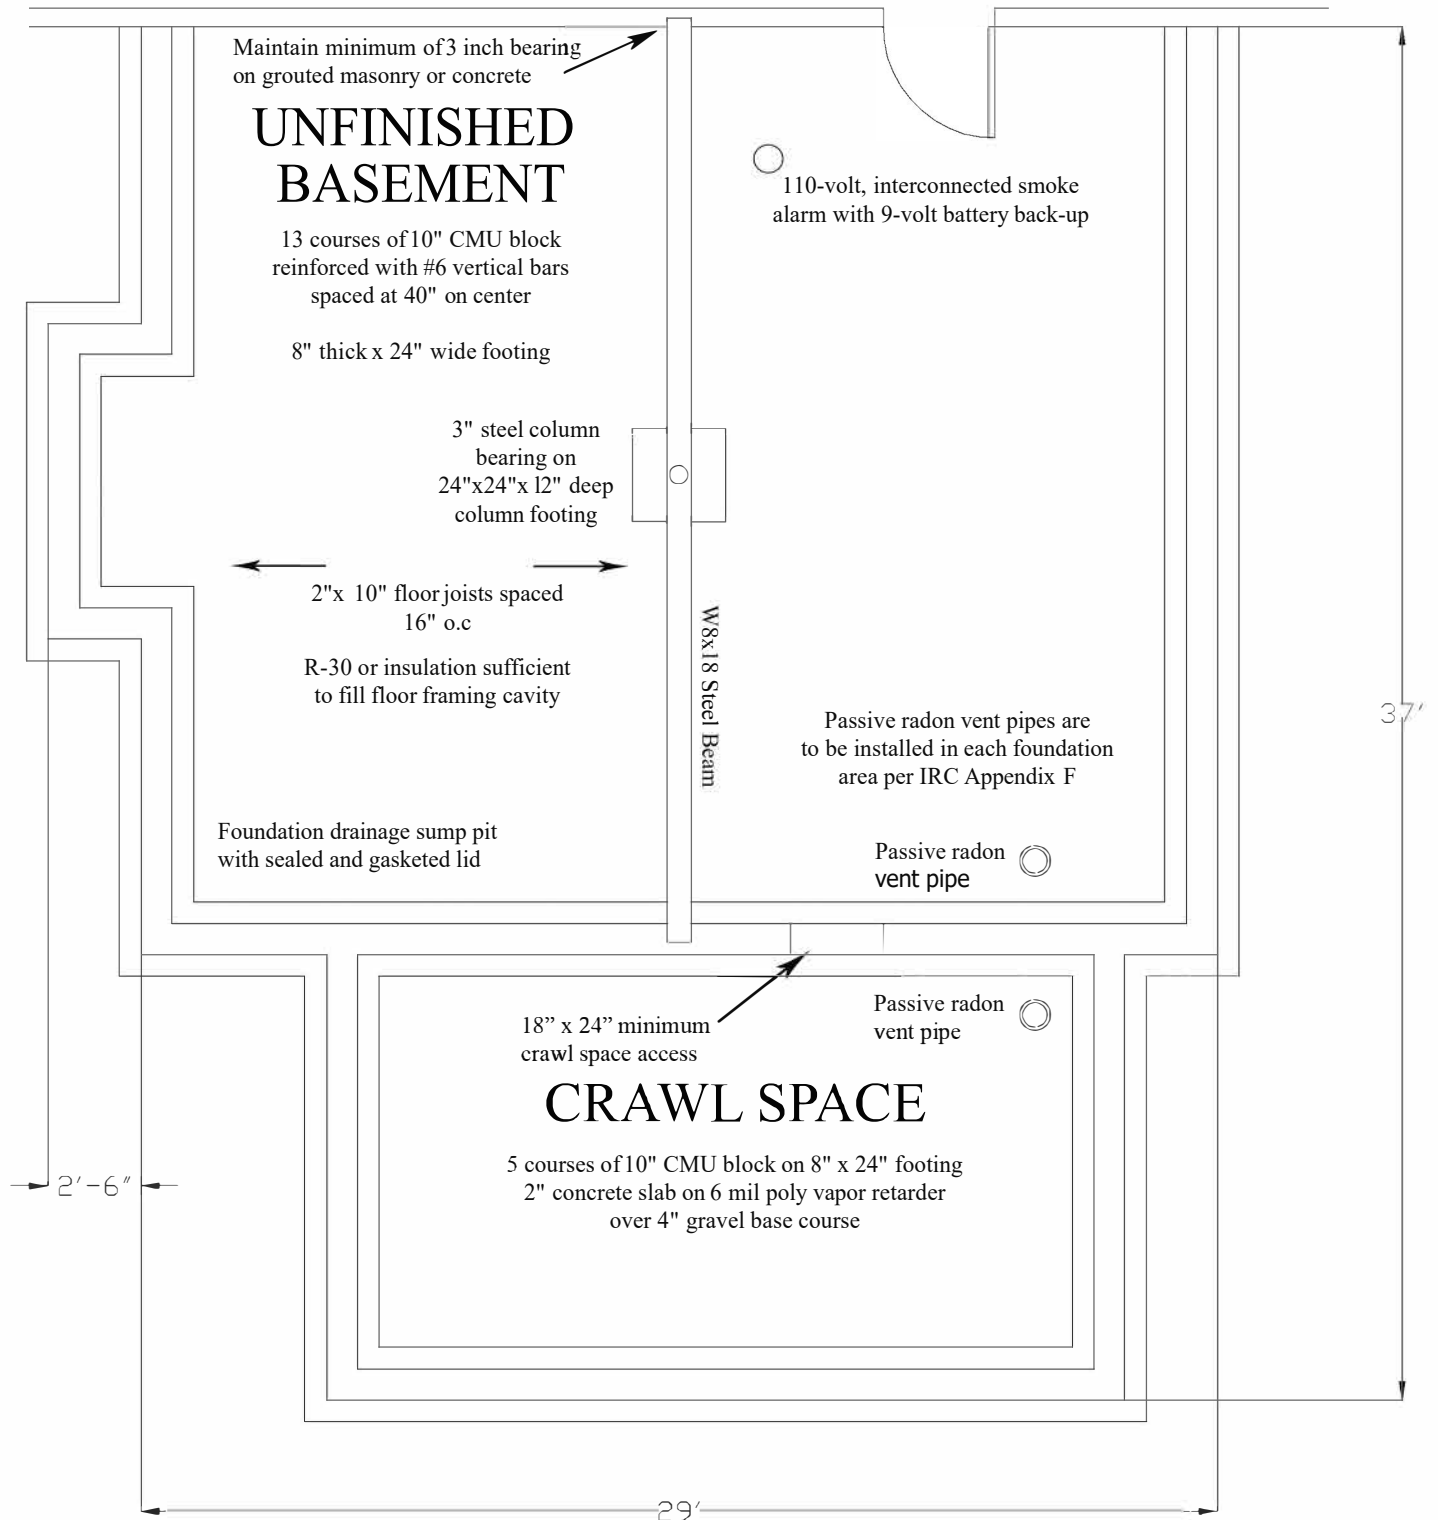 Maintain minimum of 3 inch bearing
on grouted masonry or concrete
UNFINISHED
BASEMENT
13 courses of 10" CMU block
reinforced with #6 vertical bars
spaced at 40" on center
8" thick x 24" wide footing
110-volt, interconnected smoke
alarm with 9-volt battery back-up
3" steel column
bearing on
24"x24"x l2" deep
column footing
2"x 10" floor joists spaced
16" o.c
R-30 or insulation sufficient
to fill floor framing cavity
W8x18 Steel Beam
Passive radon vent pipes are
to be installed in each foundation
area per IRC Appendix F
37'
Foundation drainage sump pit
with sealed and gasketed lid
Passive radon
vent pipe
Passive radon
vent pipe
18” x 24” minimum
crawl space access
CRAWL SPACE
5 courses of 10" CMU block on 8" x 24" footing
2" concrete slab on 6 mil poly vapor retarder
over 4" gravel base course
2'-6"
29'